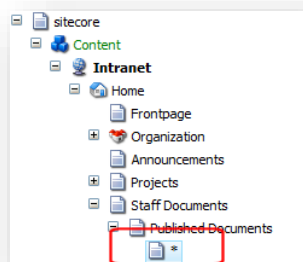 sitecore
Content
Intranet
Home
Frontpage
Organization
Announcements
Projects
Staff Documents
Published Documents
*